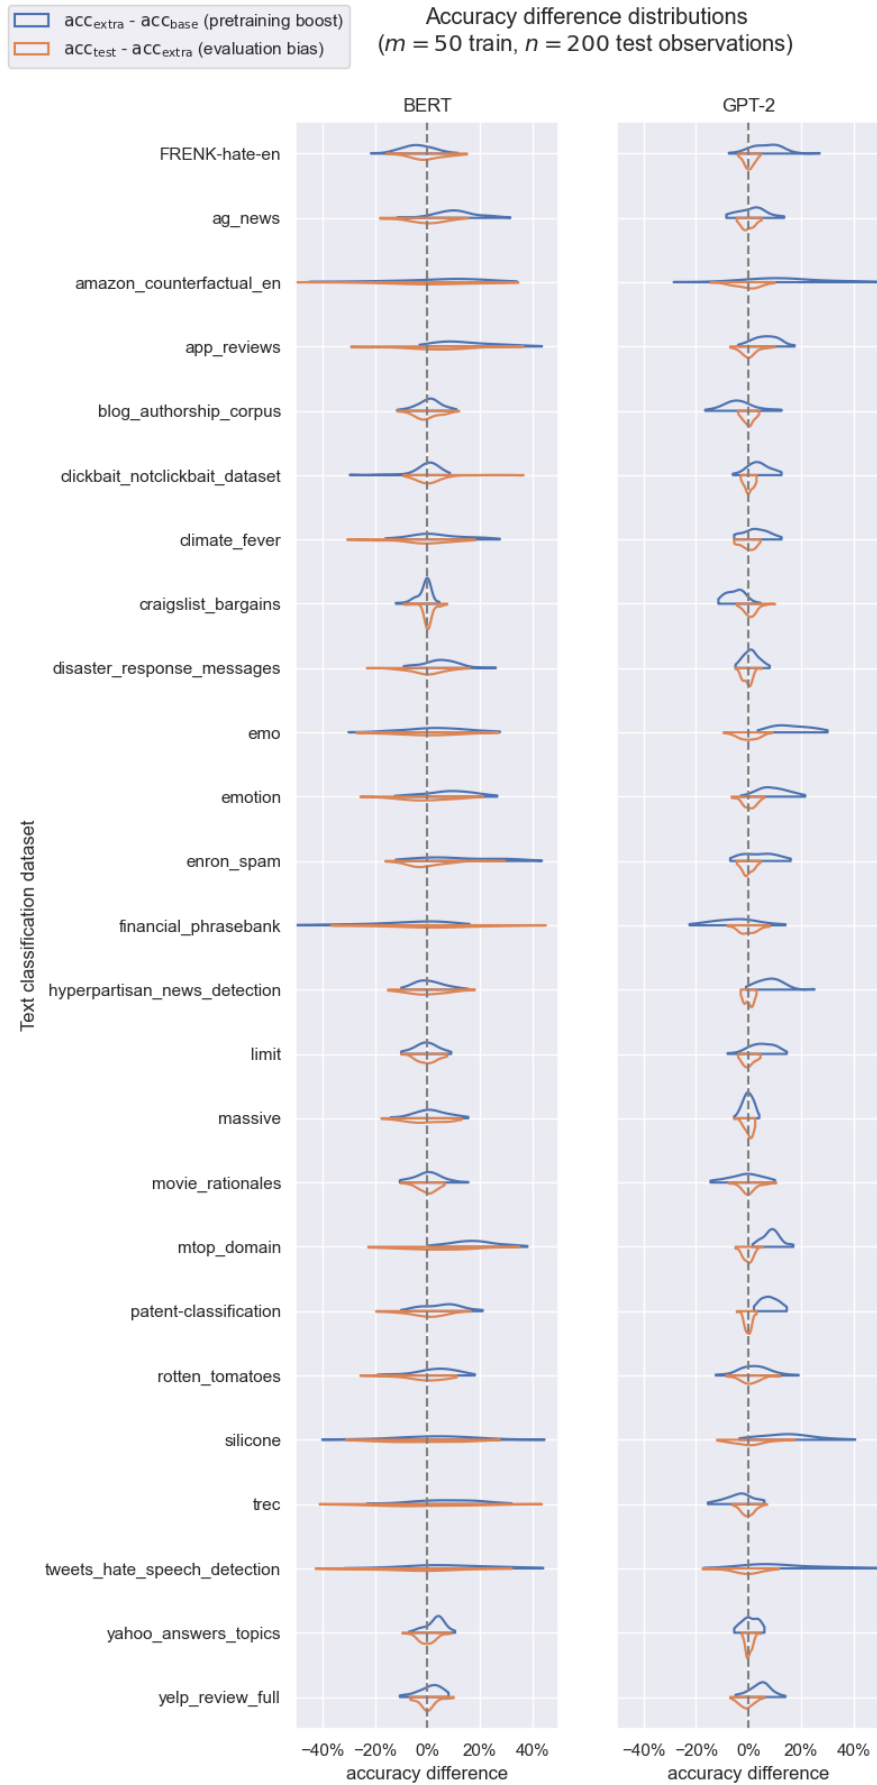 acc_extra - acc_base (pretraining boost)
acc_test - acc_extra (evaluation bias)
Accuracy difference distributions
(m = 50 train, n = 200 test observations)
BERT
GPT-2
Text classification dataset
FRENK-hate-en
ag_news
amazon_counterfactual_en
app_reviews
blog_authorship_corpus
clickbait_notclickbait_dataset
climate_fever
craigslist_bargains
disaster_response_messages
emo
emotion
enron_spam
financial_phrasebank
hyperpartisan_news_detection
limit
massive
movie_rationales
mtop_domain
patent-classification
rotten_tomatoes
silicone
trec
tweets_hate_speech_detection
yahoo_answers_topics
yelp_review_full
−40% −20% 0% 20% 40%
−40% −20% 0% 20% 40%
accuracy difference
accuracy difference